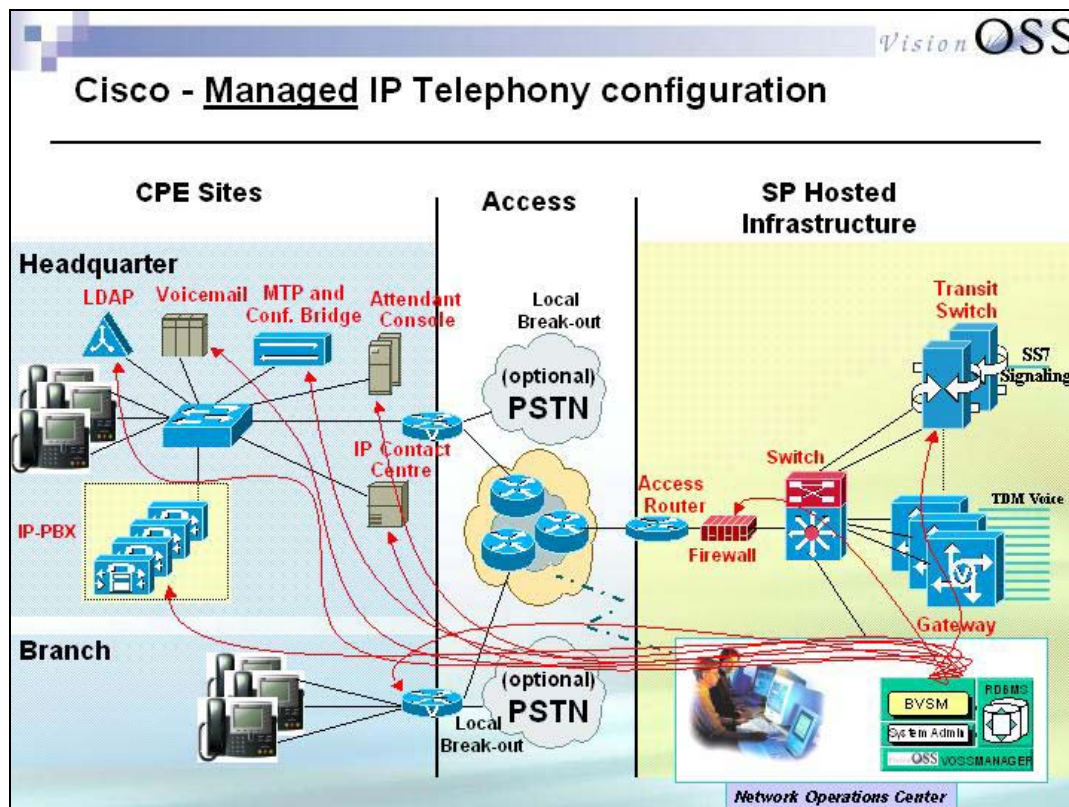 Vision OSS
Cisco - Managed IP Telephony configuration
CPE Sites
Access
SP Hosted
Infrastructure
Headquarter
LDAP
Voicemail
MTP and
Conf. Bridge
Attendant
Console
Local
Break-out
(optional)
PSTN
Transit
Switch
SS7
Signaling
V
IP Contact
Centre
Switch
Access
Router
Firewall
TDM Voice
IP-PBX
V
Gateway
Branch
(optional)
PSTN
V
Local
Break-out
BVSM
RDBMS
System Admin
VisionOSS VOSSMANAGER
Network Operations Center